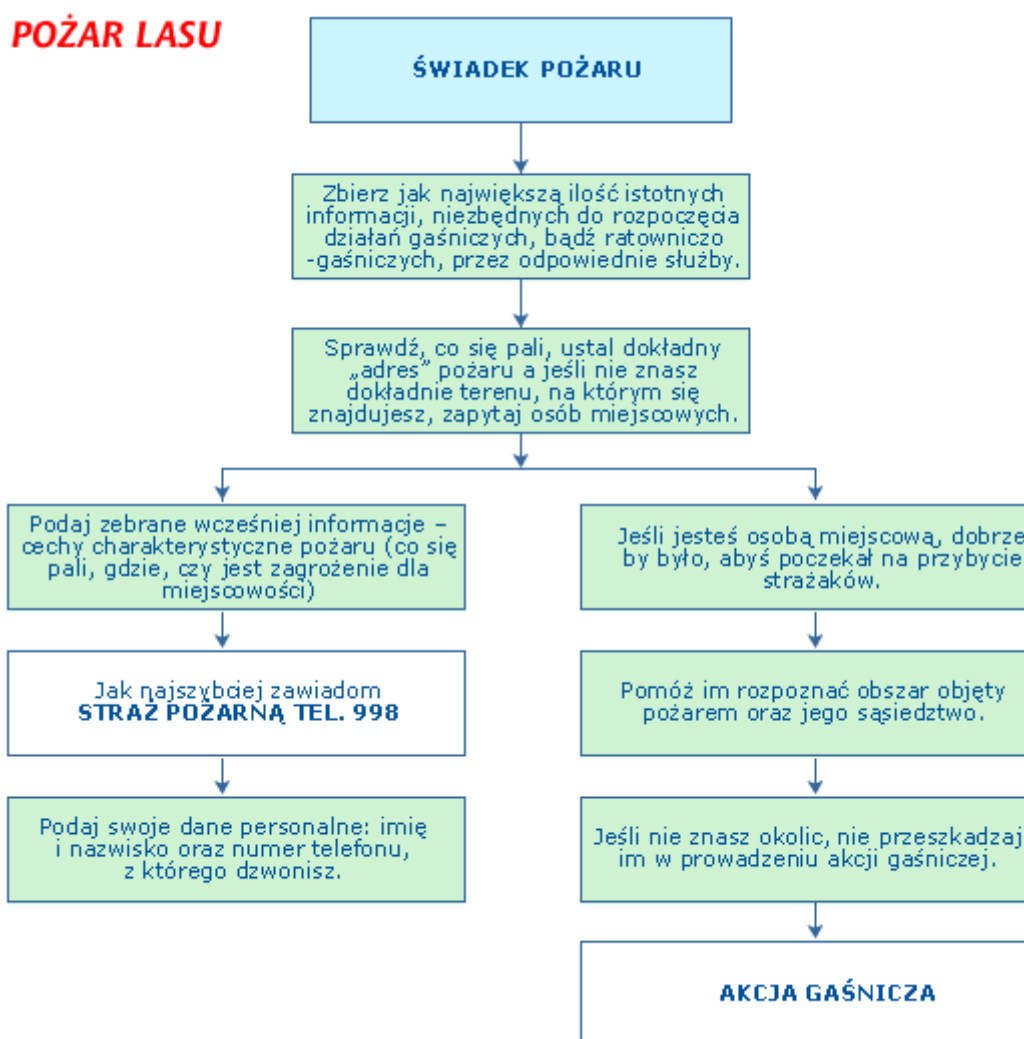 POŻAR LASU
ŚWIADEK POŻARU
Zbierz jak największą ilość istotnych
informacji, niezbędnych do rozpoczęcia
działań gaśniczych, bądź ratowniczo
-gaśniczych, przez odpowiednie służby.
Sprawdź, co się pali, ustal dokładny
„adres” pożaru a jeśli nie znasz
dokładnie terenu, na którym się
znajdujesz, zapytaj osób miejscowych.
Podaj zebrane wcześniej informacje –
cechy charakterystyczne pożaru (co się
pali, gdzie, czy jest zagrożenie dla
miejscowości)
Jak najszybciej zawiadom
STRAŻ POŻARNĄ TEL. 998
Podaj swoje dane personalne: imię
i nazwisko oraz numer telefonu,
z którego dzwonisz.
Jeśli jesteś osobą miejscową, dobrze
by było, abyś poczekał na przybycie
strażaków.
Pomóż im rozpoznać obszar objęty
pożarem oraz jego sąsiedztwo.
Jeśli nie znasz okolic, nie przeszkadzaj
im w prowadzeniu akcji gaśniczej.
AKCJA GAŚNICZA